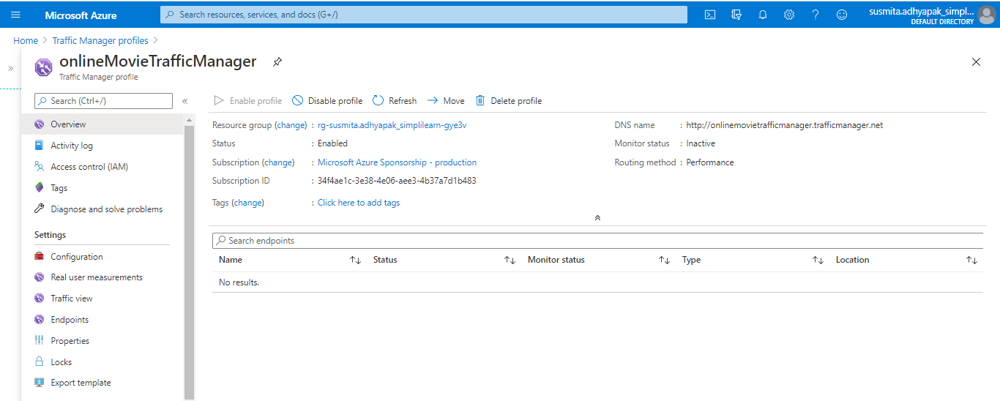 Microsoft Azure
Search resources, services, and docs (G+/)
susmita.adhyapak_simpl...
DEFAULT DIRECTORY
Home > Traffic Manager profiles >
onlineMovieTrafficManager
Traffic Manager profile
Search (Ctrl+/)
Overview
Activity log
Access control (IAM)
Tags
Diagnose and solve problems
Settings
Configuration
Real user measurements
Traffic view
Endpoints
Properties
Locks
Export template
Enable profile Disable profile Refresh Move Delete profile
Resource group (change) : rg-susmita.adhyapak_simplilearn-gye3v
Status : Enabled
Subscription (change) : Microsoft Azure Sponsorship - production
Subscription ID : 34f4ae1c-3e38-4e06-aee3-4b37a7d1b483
Tags (change) : Click here to add tags
DNS name : http://onlinemovietrafficmanager.trafficmanager.net
Monitor status : Inactive
Routing method : Performance
Search endpoints
Name Status Monitor status Type Location
No results.